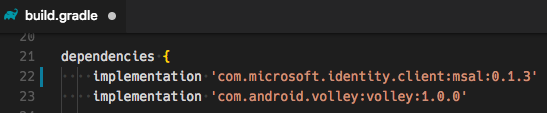 build.gradle
20
21 dependencies {
22 implementation 'com.microsoft.identity.client:msal:0.1.3'
23 implementation 'com.android.volley:volley:1.0.0'